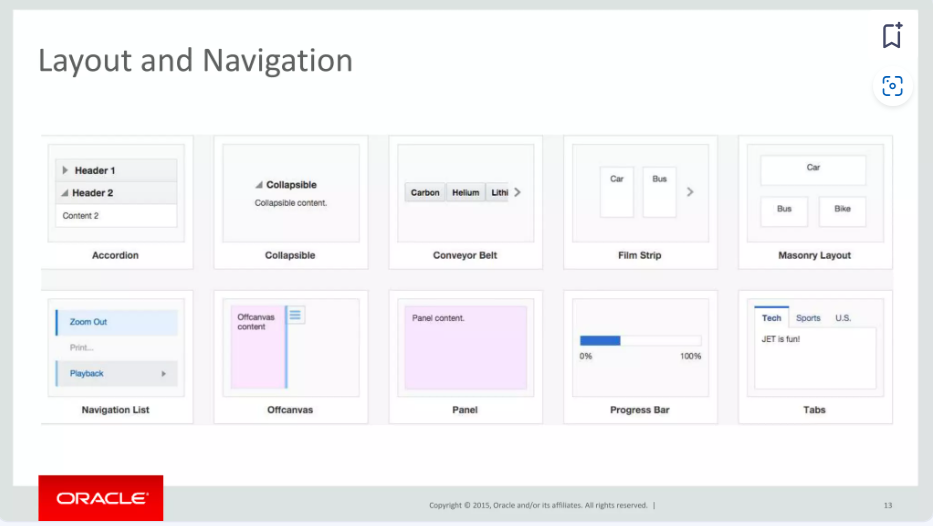 Layout and Navigation
Header 1
Header 2
Content 2
Accordion
Collapsible
Collapsible content.
Collapsible
Carbon Helium Lithi
Conveyor Belt
Car Bus
Film Strip
Car
Bus Bike
Masonry Layout
Zoom Out
Print...
Playback
Navigation List
Offcanvas
content
Offcanvas
Panel content.
Panel
0% 100%
Progress Bar
Tech Sports U.S.
JET is fun!
Tabs
ORACLE
Copyright © 2015, Oracle and/or its affiliates. All rights reserved. |
13